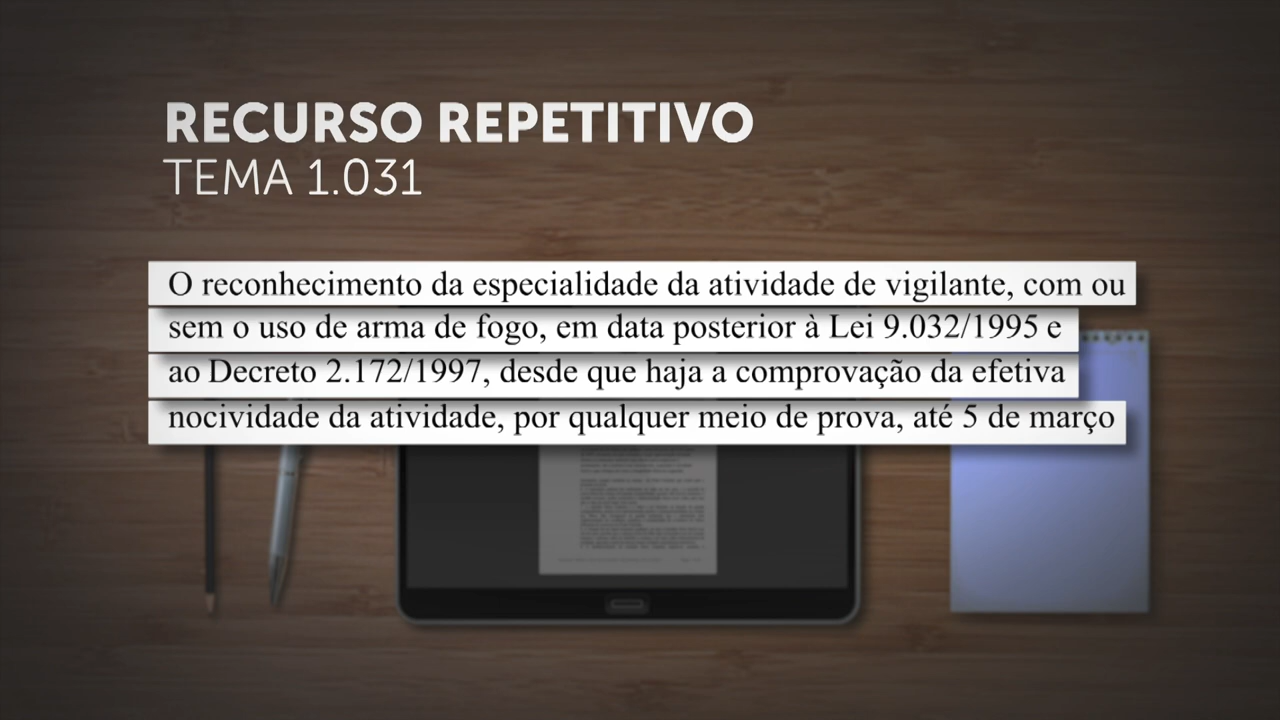 RECURSO REPETITIVO
TEMA 1.031
O reconhecimento da especialidade da atividade de vigilante, com ou
sem o uso de arma de fogo, em data posterior à Lei 9.032/1995 e
ao Decreto 2.172/1997, desde que haja a comprovação da efetiva
nocividade da atividade, por qualquer meio de prova, até 5 de março